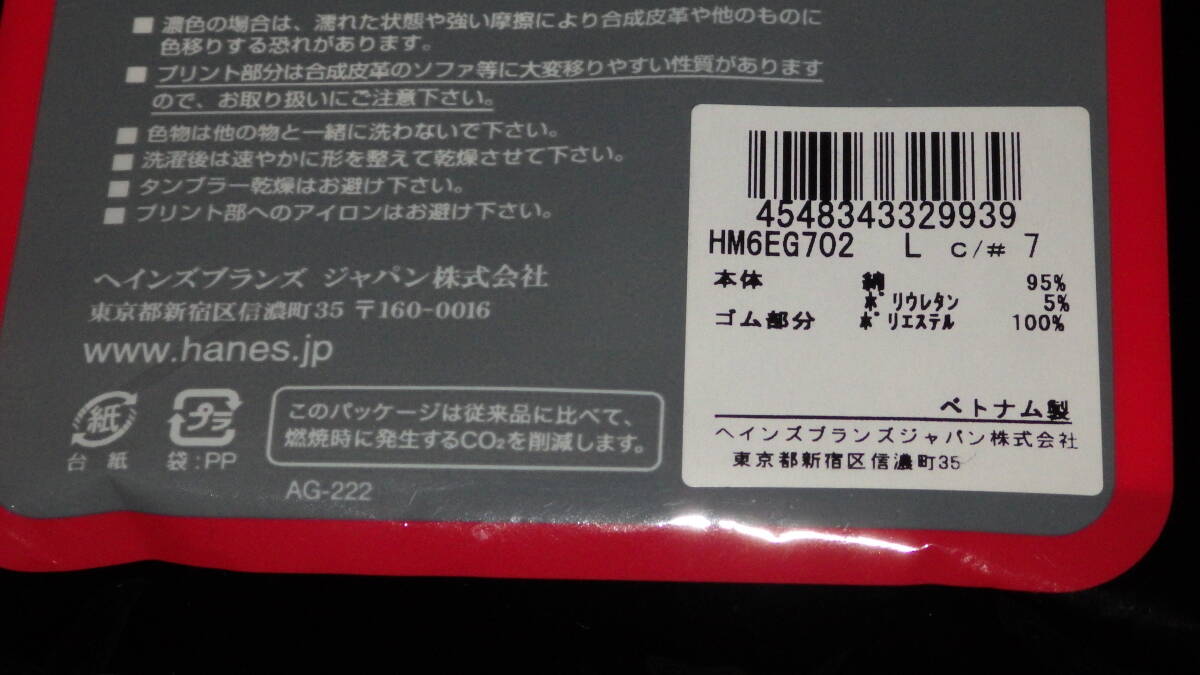 ■ 濃色の場合は、濡れた状態や強い摩擦により合成皮革や他のものに
色移りする恐れがあります。
■ プリント部分は合成皮革のソファ等に大変移りやすい性質があります
ので、お取り扱いにご注意下さい。
■ 色物は他の物と一緒に洗わないで下さい。
■ 洗濯後は速やかに形を整えて乾燥させて下さい。
■ タンブラー乾燥はお避け下さい。
■ プリント部へのアイロンはお避け下さい。
ヘインズブランズ ジャパン株式会社
東京都新宿区信濃町35 〒160-0016
www.hanes.jp
紙
台紙
プラ
袋:PP
このパッケージは従来品に比べて、
燃焼時に発生するCO₂を削減します。
AG-222
4548343329939
HM6EG702 L C/# 7
本体 綿 95%
ポリウレタン 5%
ゴム部分 ポリエステル 100%
ベトナム製
ヘインズブランズジャパン株式会社
東京都新宿区信濃町35